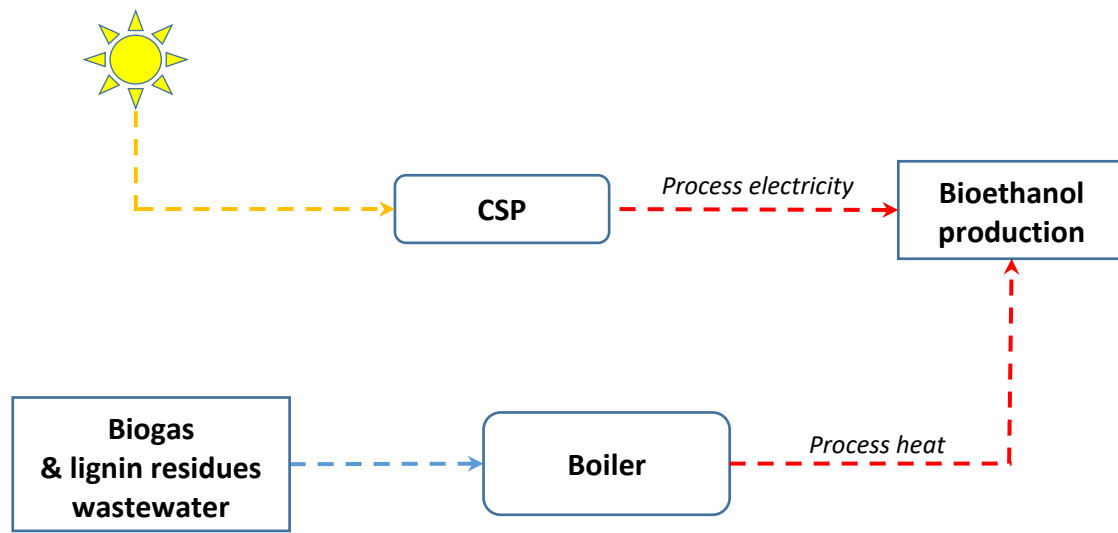 Process electricity
CSP
Bioethanol
production
Biogas
& lignin residues
wastewater
Boiler
Process heat